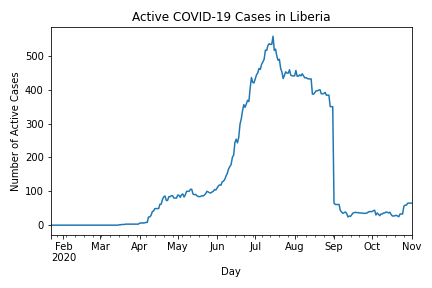 Active COVID-19 Cases in Liberia
Number of Active Cases
500
400
300
200
100
0
Feb Mar Apr May Jun Jul Aug Sep Oct Nov
2020
Day